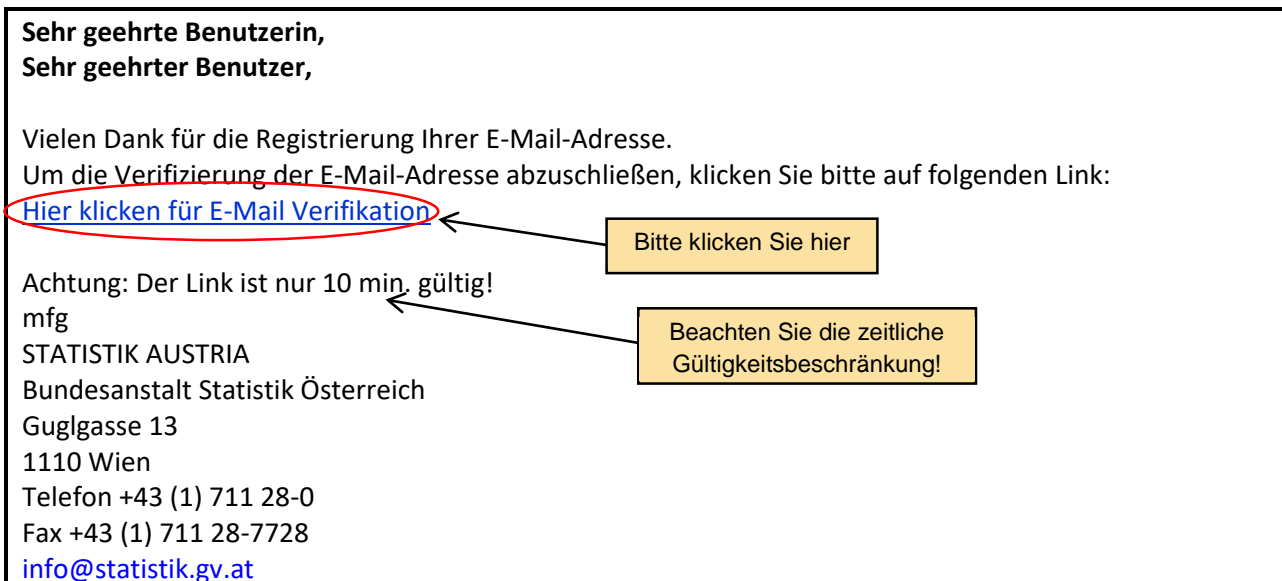 Sehr geehrte Benutzerin,
Sehr geehrter Benutzer,
Vielen Dank für die Registrierung Ihrer E-Mail-Adresse.
Um die Verifizierung der E-Mail-Adresse abzuschließen, klicken Sie bitte auf folgenden Link:
Hier klicken für E-Mail Verifikation
Bitte klicken Sie hier
Achtung: Der Link ist nur 10 min. gültig!
mfg
Beachten Sie die zeitliche
Gültigkeitsbeschränkung!
STATISTIK AUSTRIA
Bundesanstalt Statistik Österreich
Guglgasse 13
1110 Wien
Telefon +43 (1) 711 28-0
Fax +43 (1) 711 28-7728
info@statistik.gv.at